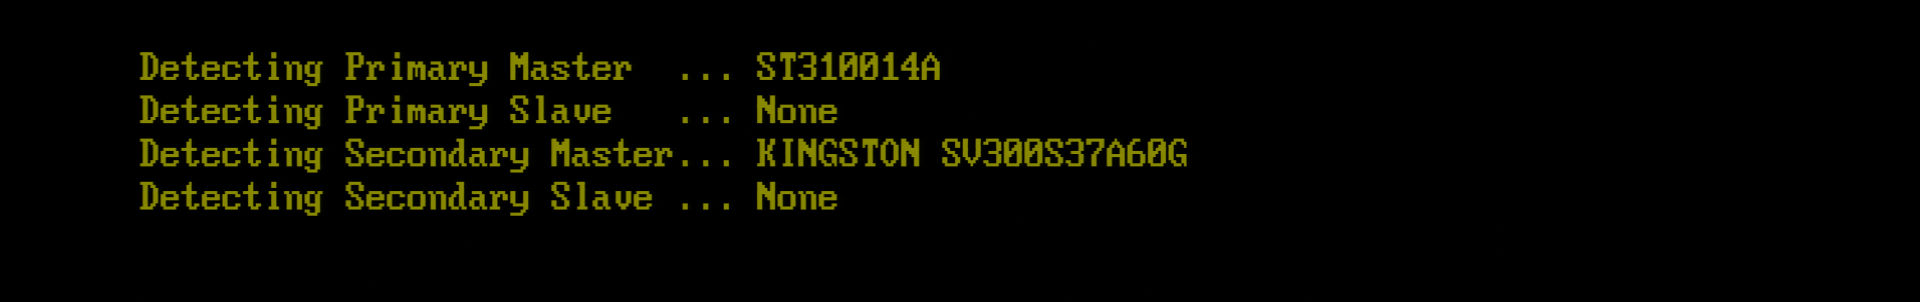 Detecting Primary Master  ... ST310014A
Detecting Primary Slave   ... None
Detecting Secondary Master... KINGSTON SV300S37A60G
Detecting Secondary Slave ... None